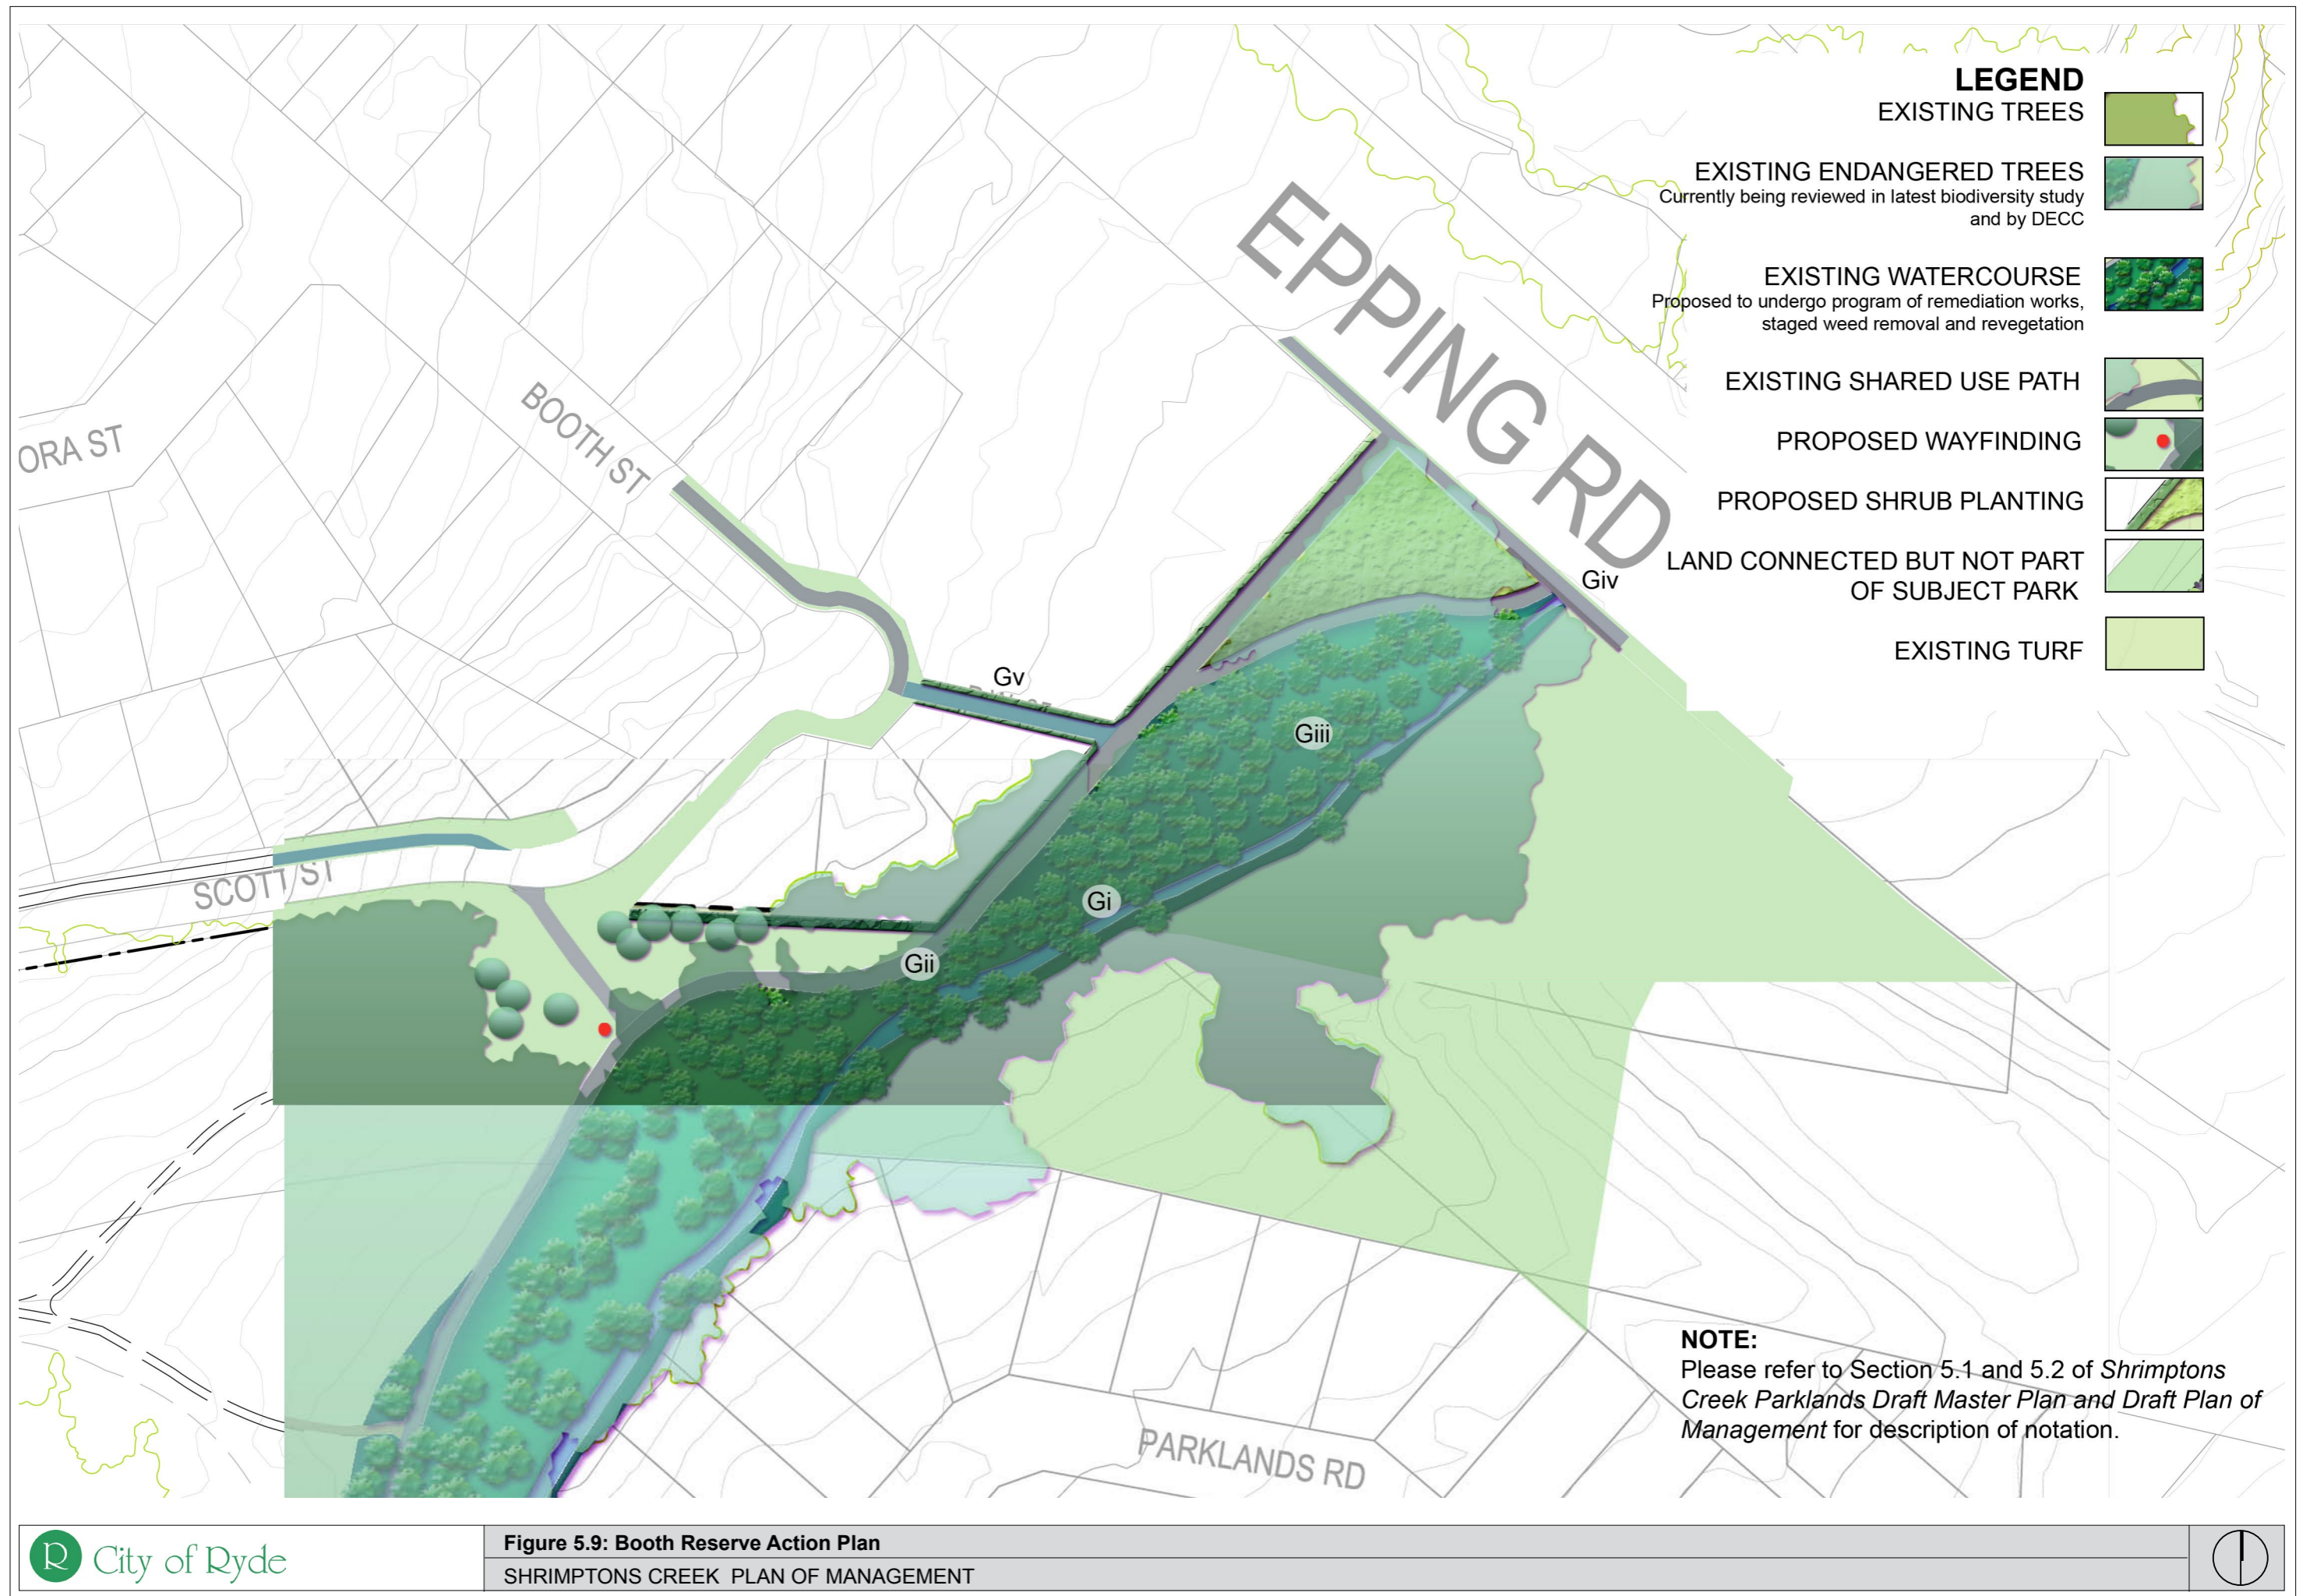 LEGEND
EXISTING TREES
EXISTING ENDANGERED TREES
Currently being reviewed in latest biodiversity study
and by DECC
EXISTING WATERCOURSE
Proposed to undergo program of remediation works,
staged weed removal and revegetation
EXISTING SHARED USE PATH
PROPOSED WAYFINDING
PROPOSED SHRUB PLANTING
LAND CONNECTED BUT NOT PART
OF SUBJECT PARK
EXISTING TURF
EPPING RD
BOOTH ST
ORA ST
Giv
Gv
Giii
SCOTT ST
Gi
Gii
PARKLANDS RD
NOTE:
Please refer to Section 5.1 and 5.2 of Shrimptons
Creek Parklands Draft Master Plan and Draft Plan of
Management for description of notation.
R City of Ryde
Figure 5.9: Booth Reserve Action Plan
SHRIMPTONS CREEK PLAN OF MANAGEMENT